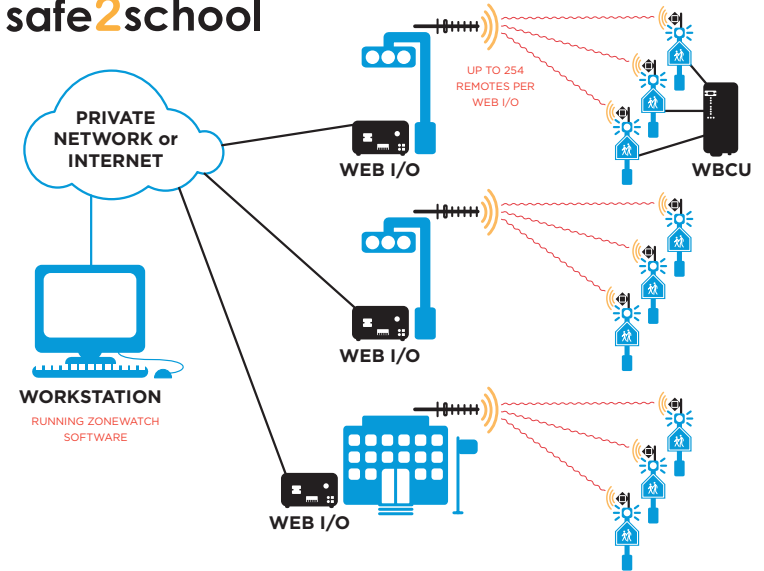 safe2school
UP TO 254
REMOTES PER
WEB I/O
PRIVATE
NETWORK or
INTERNET
WEB I/O
WBCU
WEB I/O
WORKSTATION
RUNNING ZONEWATCH
SOFTWARE
WEB I/O